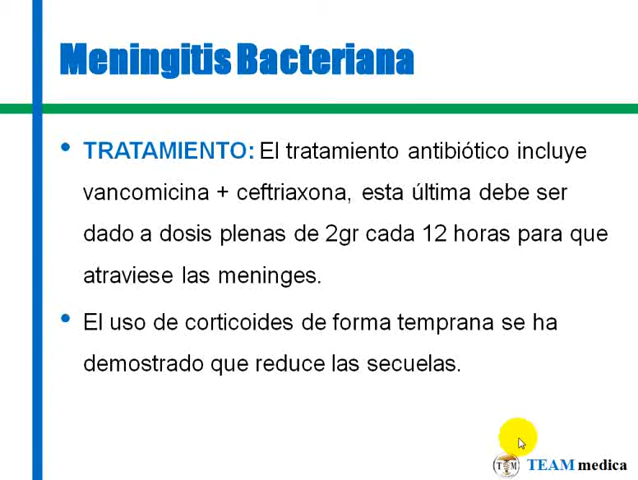 Meningitis Bacteriana
• TRATAMIENTO: El tratamiento antibiótico incluye
vancomicina + ceftriaxona, esta última debe ser
dado a dosis plenas de 2gr cada 12 horas para que
atraviese las meninges.
• El uso de corticoides de forma temprana se ha
demostrado que reduce las secuelas.
TEAM medica